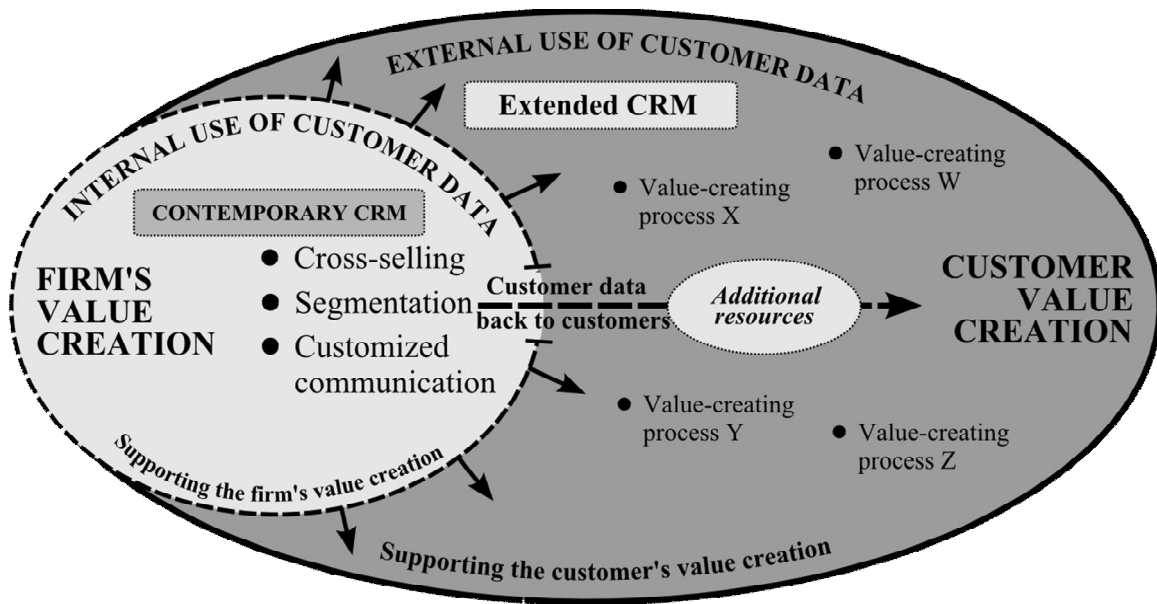 EXTERNAL USE OF CUSTOMER DATA
Extended CRM
INTERNAL USE OF CUSTOMER DATA
CONTEMPORARY CRM
● Cross-selling
● Segmentation
● Customized
communication
FIRM'S
VALUE
CREATION
Supporting the firm's value creation
● Value-creating
process W
● Value-creating
process X
Customer data
back to customers
Additional
resources
CUSTOMER
VALUE
CREATION
● Value-creating
process Y
● Value-creating
process Z
Supporting the customer's value creation